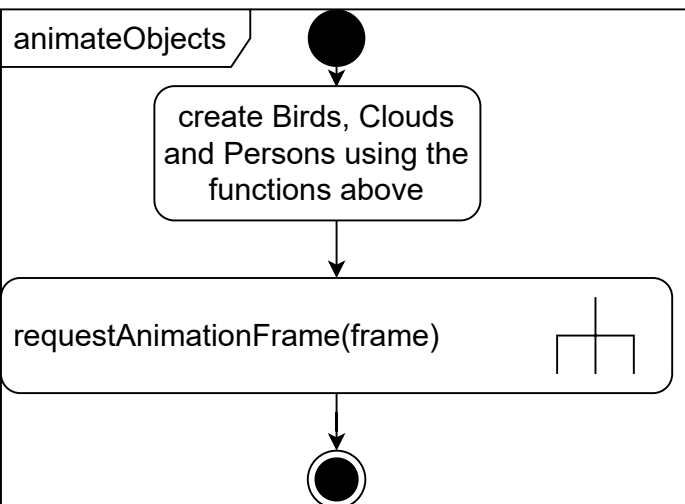 animateObjects
create Birds, Clouds
and Persons using the
functions above
requestAnimationFrame(frame)